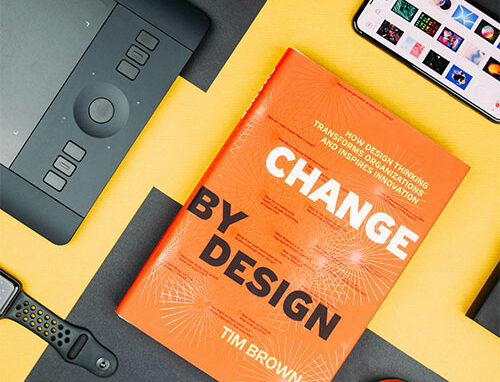 HOW DESIGN THINKING
TRANSFORMS ORGANIZATIONS
AND INSPIRES INNOVATION
CHANGE
BY
DESIGN
TIM BROWN